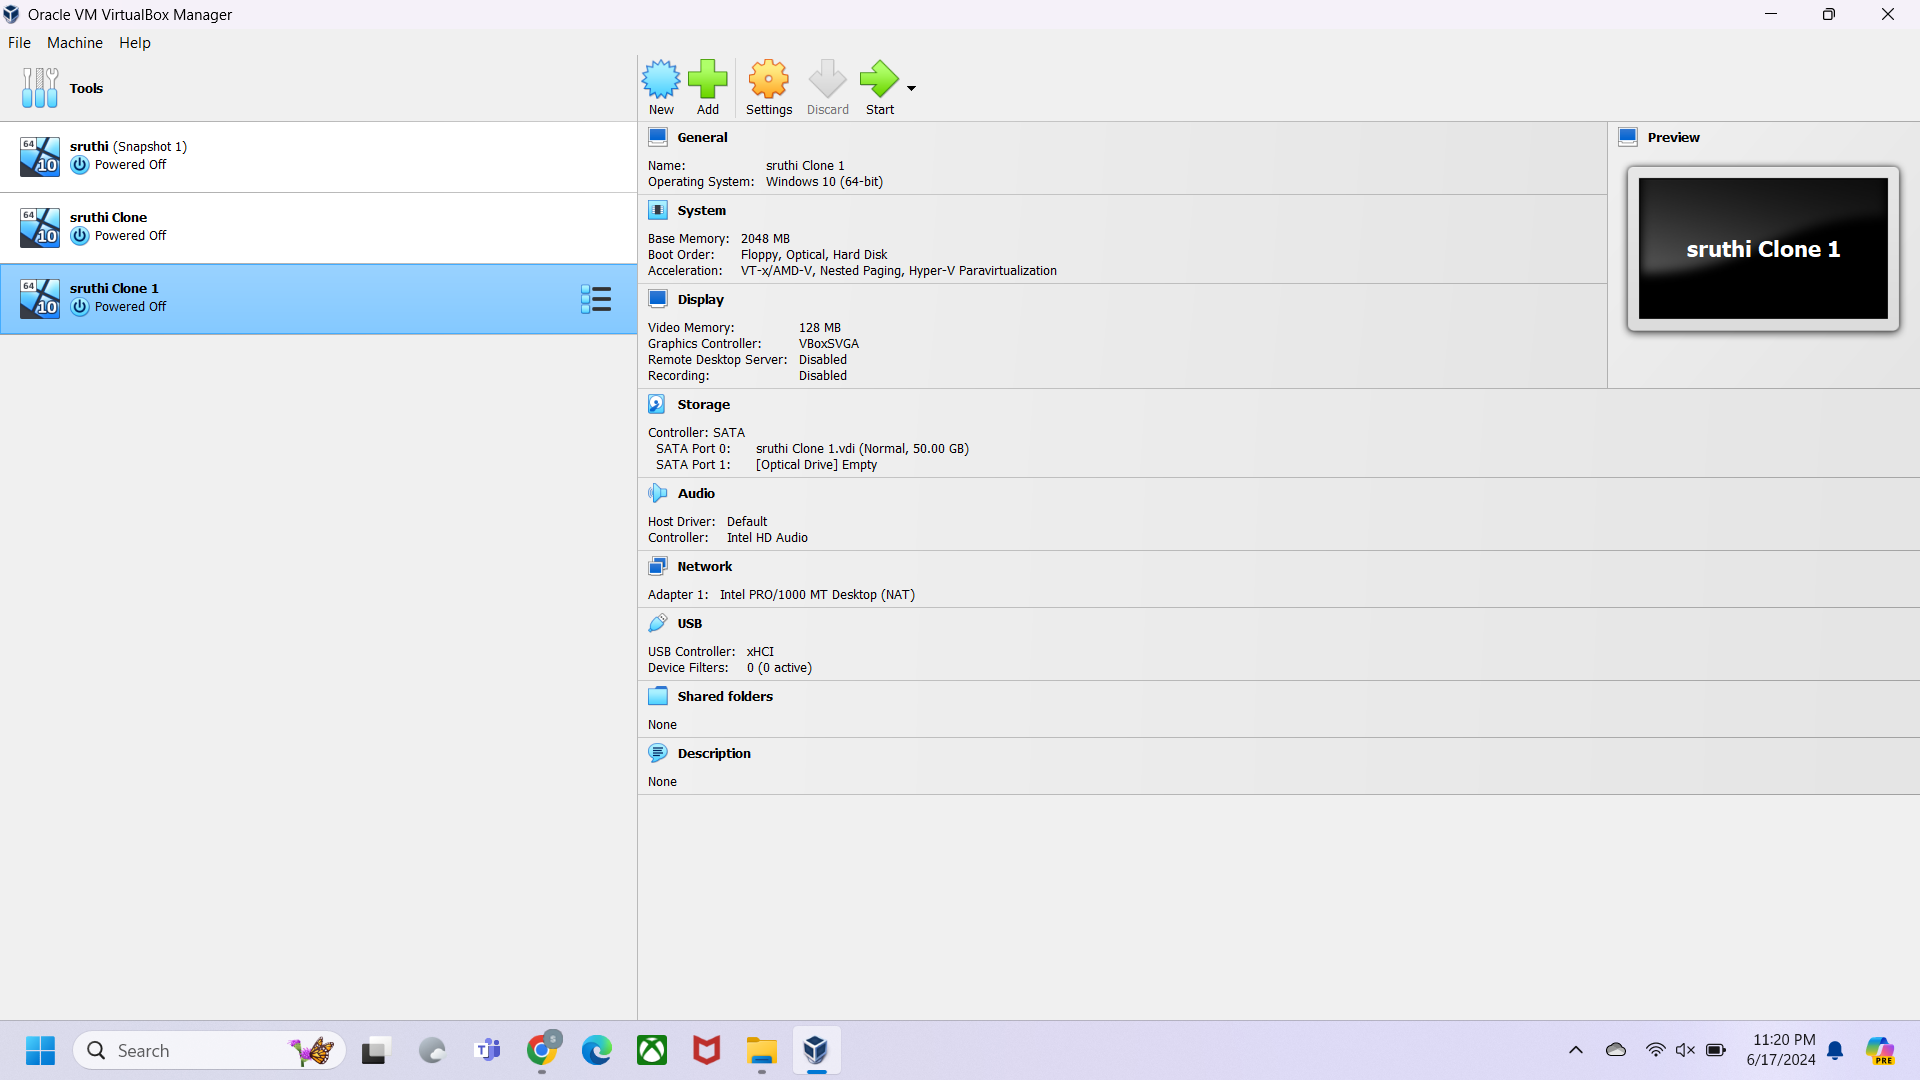 Oracle VM VirtualBox Manager
File Machine Help
Tools
New Add Settings Discard Start
64
10
sruthi (Snapshot 1)
Powered Off
64
10
sruthi Clone
Powered Off
64
10
sruthi Clone 1
Powered Off
General
Name: sruthi Clone 1
Operating System: Windows 10 (64-bit)
System
Base Memory: 2048 MB
Boot Order: Floppy, Optical, Hard Disk
Acceleration: VT-x/AMD-V, Nested Paging, Hyper-V Paravirtualization
Display
Video Memory: 128 MB
Graphics Controller: VBoxSVGA
Remote Desktop Server: Disabled
Recording: Disabled
Preview
sruthi Clone 1
Storage
Controller: SATA
SATA Port 0: sruthi Clone 1.vdi (Normal, 50.00 GB)
SATA Port 1: [Optical Drive] Empty
Audio
Host Driver: Default
Controller: Intel HD Audio
Network
Adapter 1: Intel PRO/1000 MT Desktop (NAT)
USB
USB Controller: xHCI
Device Filters: 0 (0 active)
Shared folders
None
Description
None
Search
S
T
11:20 PM
6/17/2024
PRE